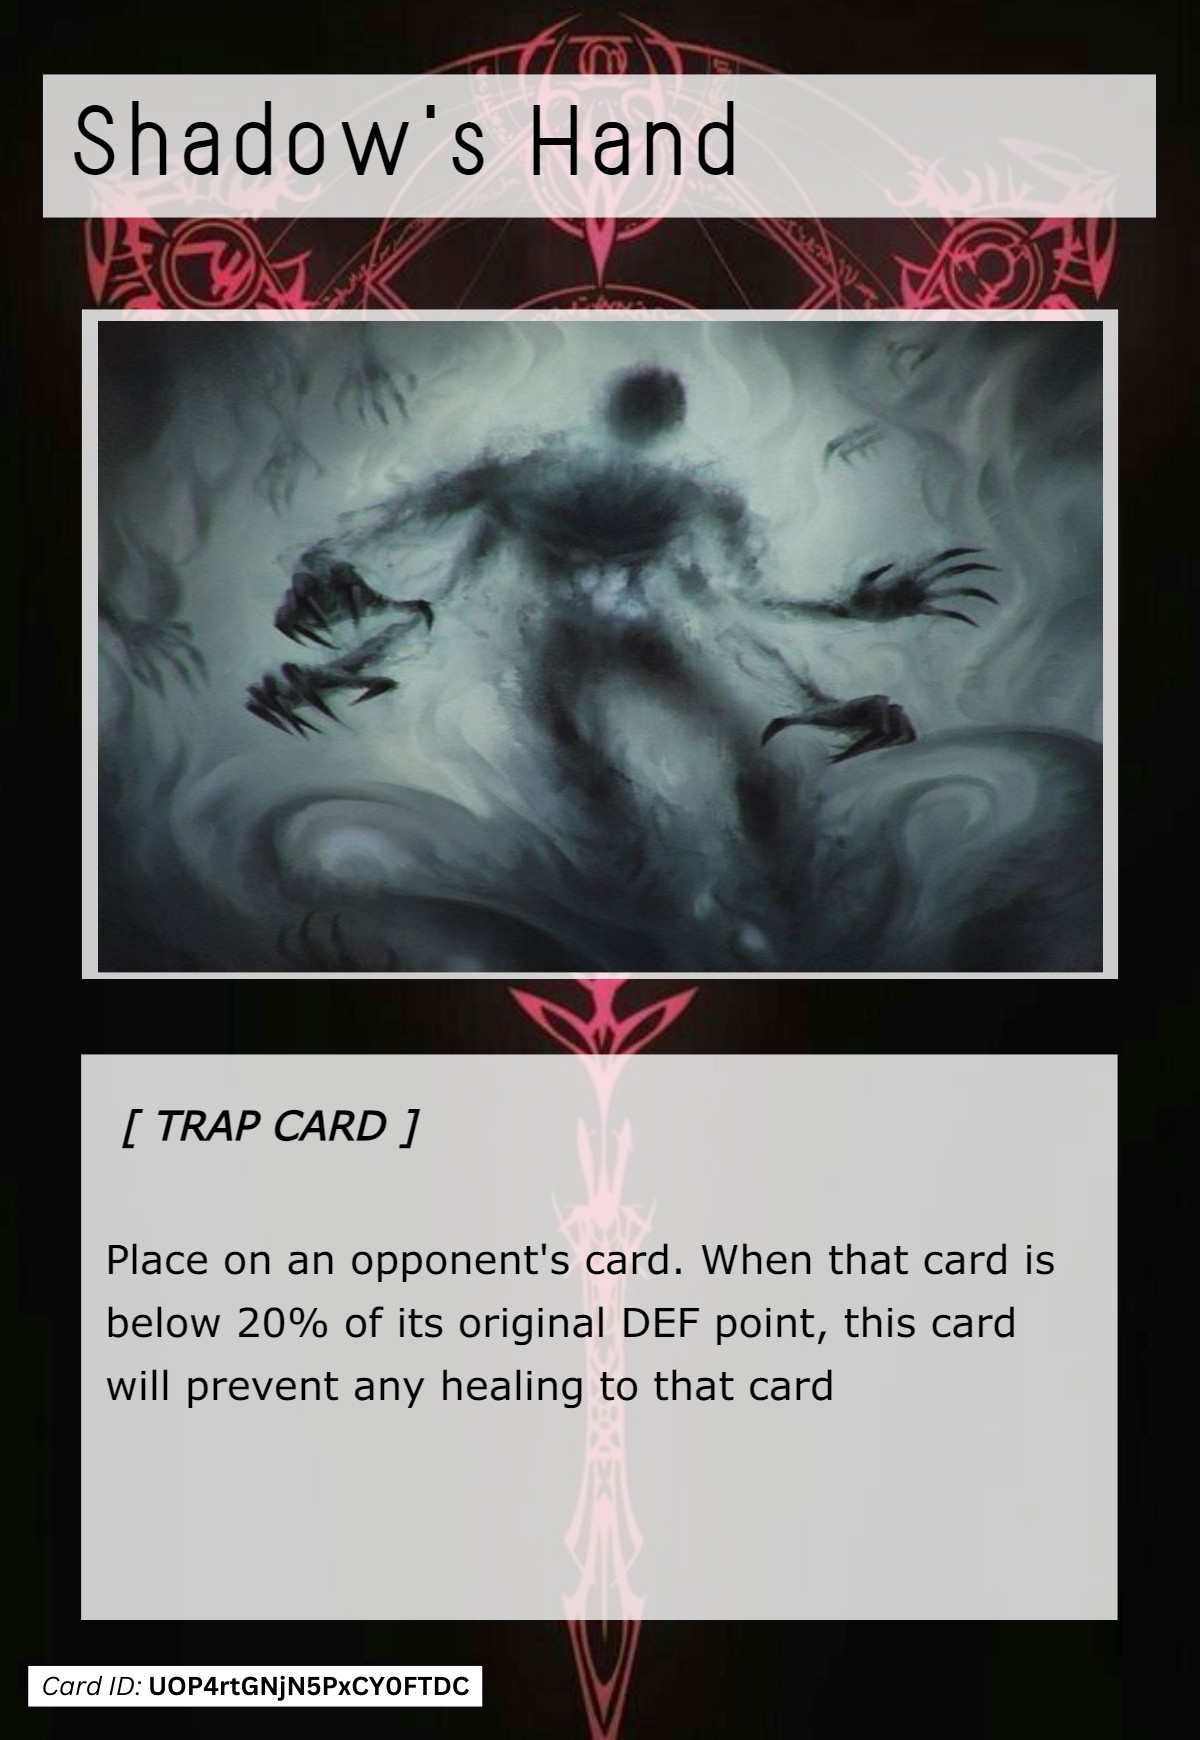 Shadow's Hand
[ TRAP CARD ]
Place on an opponent's card. When that card is
below 20% of its original DEF point, this card
will prevent any healing to that card
Card ID: UOP4rtGNjN5PxCY0FTDC